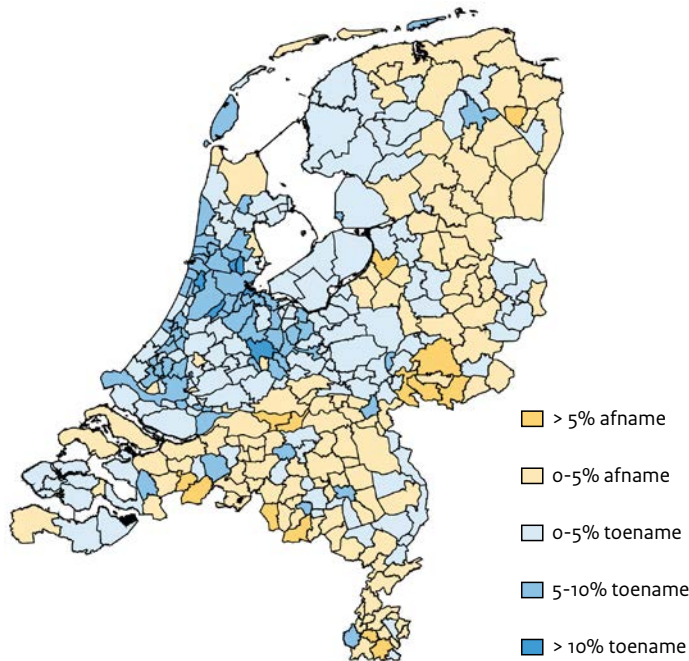 > 5% afname
0-5% afname
0-5% toename
5-10% toename
> 10% toename